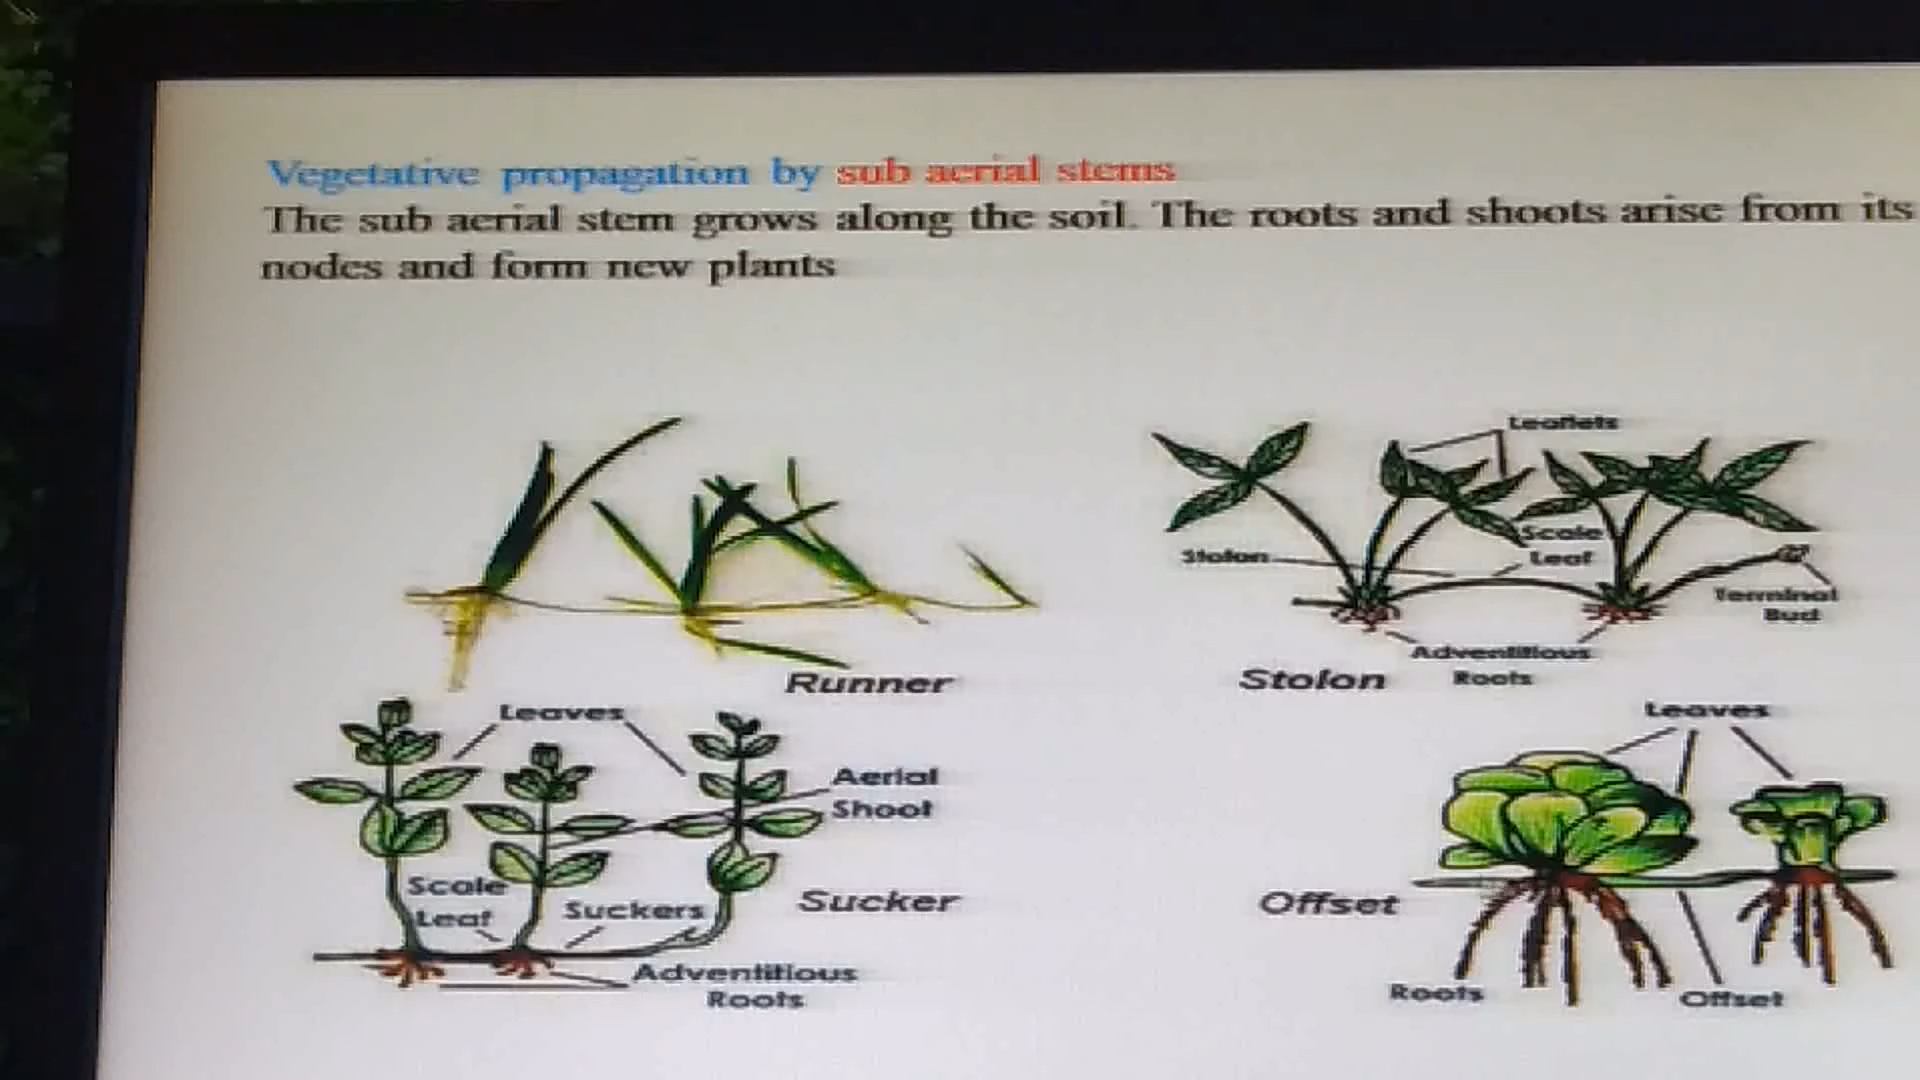 Vegetative propagation by sub aerial stems
The sub aerial stem grows along the soil. The roots and shoots arise from its
nodes and form new plants
Leaflets
Stolon
Scale
Leaf
Terminal
Bud
Adventitious
Roots
Runner
Stolon
Leaves
Aerial
Shoot
Scale
Leaf
Suckers
Sucker
Adventitious
Roots
Leaves
Offset
Roots
Offset